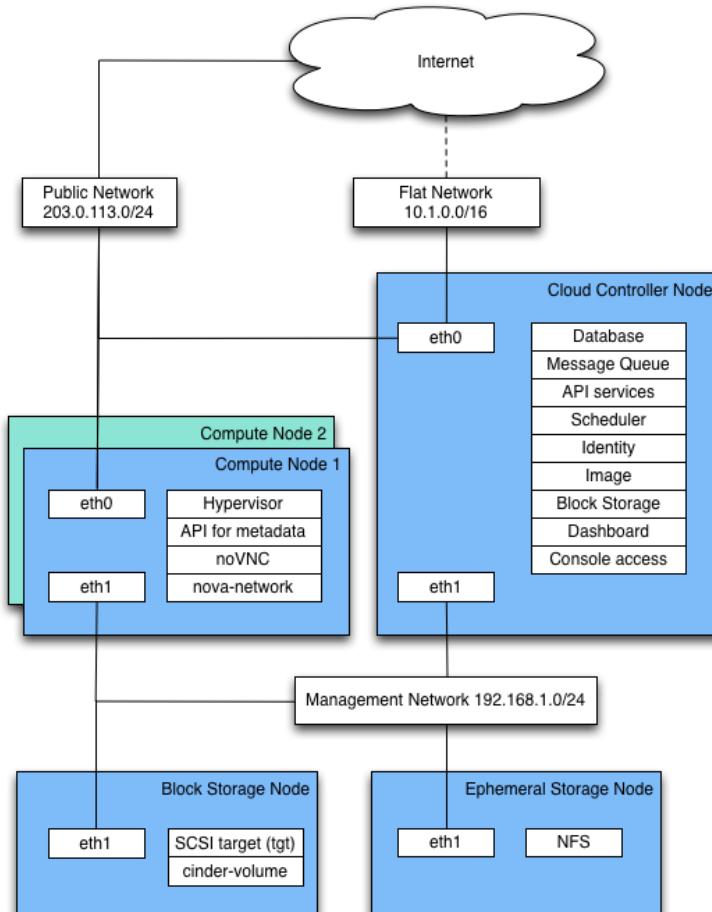 Internet
Public Network
203.0.113.0/24
Flat Network
10.1.0.0/16
Cloud Controller Node
eth0
Database
Message Queue
API services
Scheduler
Identity
Image
Block Storage
Dashboard
Console access
eth1
Compute Node 2
Compute Node 1
eth0
Hypervisor
API for metadata
noVNC
nova-network
eth1
Management Network 192.168.1.0/24
Block Storage Node
eth1
SCSI target (tgt)
cinder-volume
Ephemeral Storage Node
eth1
NFS